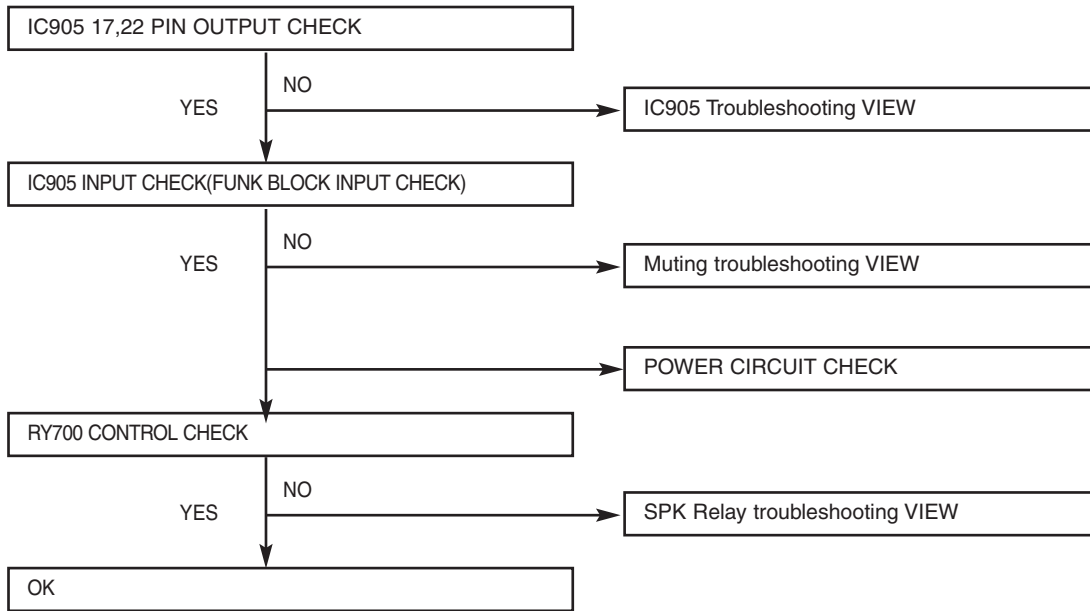 IC905 17,22 PIN OUTPUT CHECK
NO
YES
IC905 Troubleshooting VIEW
IC905 INPUT CHECK(FUNK BLOCK INPUT CHECK)
NO
YES
Muting troubleshooting VIEW
POWER CIRCUIT CHECK
RY700 CONTROL CHECK
NO
YES
SPK Relay troubleshooting VIEW
OK